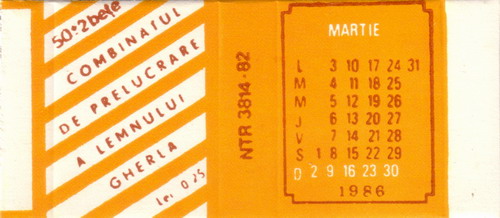 50±2beţe
COMBINATUL
DE PRELUCRARE
A LEMNULUI
GHERLA
Lei 0,25
NTR 3814-82
MARTIE
L 3 10 17 24 31
M 4 11 18 25
M 5 12 19 26
J 6 13 20 27
V 7 14 21 28
S 1 8 15 22 29
D 2 9 16 23 30
1986